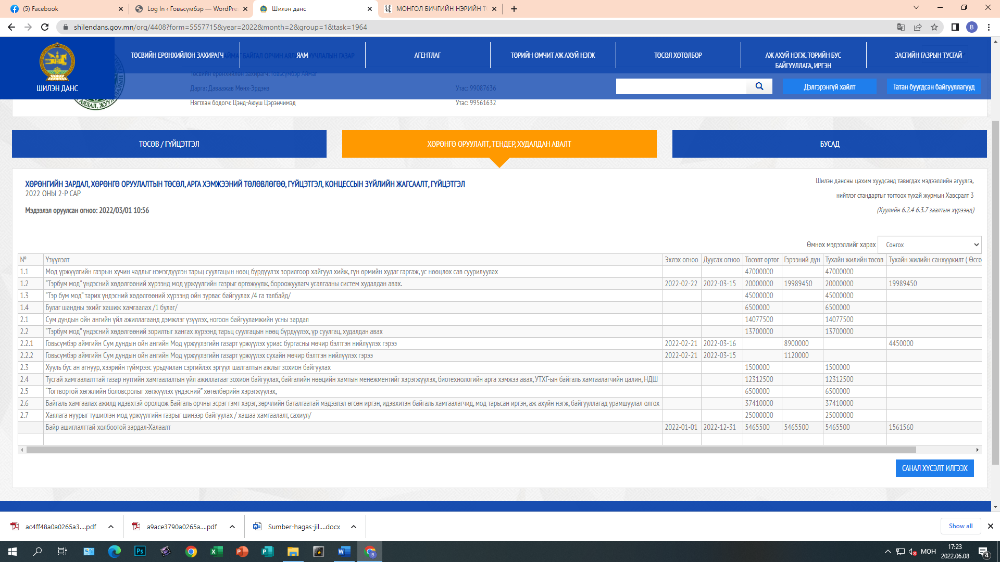 (5) Facebook
Log In ‹ Говьсүмбэр — WordPre
Шилэн данс
МОНГОЛ БИЧГИЙН НЭРИЙН Т
shilendans.gov.mn/org/4408?form=5557715&year=2022&month=2&group=1&task=1964
B
ШИЛЭН ДАНС
ТӨСВИЙН ЕРӨНХИЙЛӨН ЗАХИРАГЧ
ЯАМ
АГЕНТЛАГ
ТӨРИЙН ӨМЧИТ АЖ АХУЙ НЭГЖ
ТӨСӨЛ ХӨТӨЛБӨР
АЖ АХУЙ НЭГЖ, ТӨРИЙН БУС
БАЙГУУЛЛАГА, ИРГЭН
ЗАСГИЙН ГАЗРЫН ТУСГАЙ
Төсвийн ерөнхийлөн захирагч: Говьсүмбэр Аймаг
Дарга: Даваажав Мөнх-Эрдэнэ
Утас: 99087636
Дэлгэрэнгүй хайлт
Татан буугдсан байгууллагууд
Нягтлан бодогч: Цэнд-Аюуш Цэрэнчимэд
Утас: 99561632
ТӨСӨВ / ГҮЙЦЭТГЭЛ
ХӨРӨНГӨ ОРУУЛАЛТ, ТЕНДЕР, ХУДАЛДАН АВАЛТ
БУСАД
ХӨРӨНГИЙН ЗАРДАЛ, ХӨРӨНГӨ ОРУУЛАЛТЫН ТӨСӨЛ, АРГА ХЭМЖЭЭНИЙ ТӨЛӨВЛӨГӨӨ, ГҮЙЦЭТГЭЛ, КОНЦЕССЫН ЗҮЙЛИЙН ЖАГСААЛТ, ГҮЙЦЭТГЭЛ
2022 ОНЫ 2-Р САР
Мэдээлэл оруулсан огноо: 2022/03/01 10:56
Шилэн дансны цахим хуудсанд тавигдах мэдээллийн агуулга,
нийтлэг стандартыг тогтоох тухай журмын Хавсралт 3
(Хуулийн 6.2.4 6.3.7 заалтын хүрээнд)
Өмнөх мэдээллийг харах Сонгох
№ Үзүүлэлт Эхлэх огноо Дуусах огноо Төсөвт өртөг Гэрээний дүн Тухайн жилийн төсөв Тухайн жилийн санхүүжилт ( Өссө
1.1 Мод үржүүлгийн газрын хүчин чадлыг нэмэгдүүлэн тарьц суулгацын нөөц бүрдүүлэх зорилгоор хайгуул хийж, гүн өрмийн худаг гаргаж, ус нөөцлөх сав суурилуулах 47000000 47000000
1.2 “Тэрбум мод" үндэсний хөдөлгөөний хүрээнд мод үржүүлгийн газрыг өргөжүүлж, бороожуулагч усалгааны систем худалдан авах. 2022-02-22 2022-03-15 20000000 19989450 20000000 19989450
1.3 “Тэр бум мод” тарих үндэсний хөдөлгөөний хүрээнд ойн зурвас байгуулах /4 га талбайд/ 45000000 45000000
1.4 Булаг шандны эхийг хашиж хамгаалах /1 булаг/ 6500000 6500000
2.1 Сум дундын ойн ангийн үйл ажиллагаанд дэмжлэг үзүүлэх, ногоон байгууламжийн усны зардал 14077500 14077500
2.2 “Тэрбум мод” үндэсний хөдөлгөөний зорилтыг хангах хүрээнд тарьц суулгацын нөөц бүрдүүлэх, үр суулгац, худалдан авах 13700000 13700000
2.2.1 Говьсүмбэр аймгийн Сум дундын ойн ангийн Мод үржүүлэгийн газарт үржүүлэх уриас бургасны мөчир бэлтгэн нийлүүлэх гэрээ 2022-02-21 2022-03-16 8900000 4450000
2.2.2 Говьсүмбэр аймгийн Сум дундын ойн ангийн Мод үржүүлэгийн газарт үржүүлэх сухайн мөчир бэлтгэн нийлүүлэх гэрээ 2022-02-21 2022-03-15 1120000
2.3 Хууль бус ан агнуур, хээрийн түймрээс урьдчилан сэргийлэх эргүүл шалгалтын ажлыг зохион байгуулах 1500000 1500000
2.4 Тусгай хамгаалалттай газар нутгийн хамгаалалтын үйл ажиллагааг зохион байгуулах, байгалийн нөөцийн хамтын менежментийг хэрэгжүүлэх, биотехнологийн арга хэмжээ авах, УТХГ-ын байгаль хамгаалагчийн цалин, НДШ 12312500 12312500
2.5 “Тогтвортой хөгжлийн боловсролыг хөгжүүлэх үндэсний” хөтөлбөрийн хэрэгжүүлэх, 6500000 6500000
2.6 Байгаль хамгаалах ажилд идэвхтэй оролцож Байгаль орчны эсрэг гэмт хэрэг, зөрчлийн баталгаатай мэдээлэл өгсөн иргэн, идэвхитэн байгаль хамгаалагчид, мод тарьсан иргэн, аж ахуйн нэгж, байгууллагад урамшуулал олгох 37410000 37410000
2.7 Хаялага нуурыг түшиглэн мод үржүүлгийн газрыг шинээр байгуулах / хашаа хамгаалалт, сахиул/ 25000000 25000000
Байр ашиглалттай холбоотой зардал-Халаалт 2022-01-01 2022-12-31 5465500 5465500 5465500 1561560
САНАЛ ХҮСЭЛТ ИЛГЭЭХ
ac4ff48a0a0265a3....pdf
a9ace3790a0265a....pdf
Sumber-hagas-jil....docx
Show all
МОН
17:23
2022.06.08
4